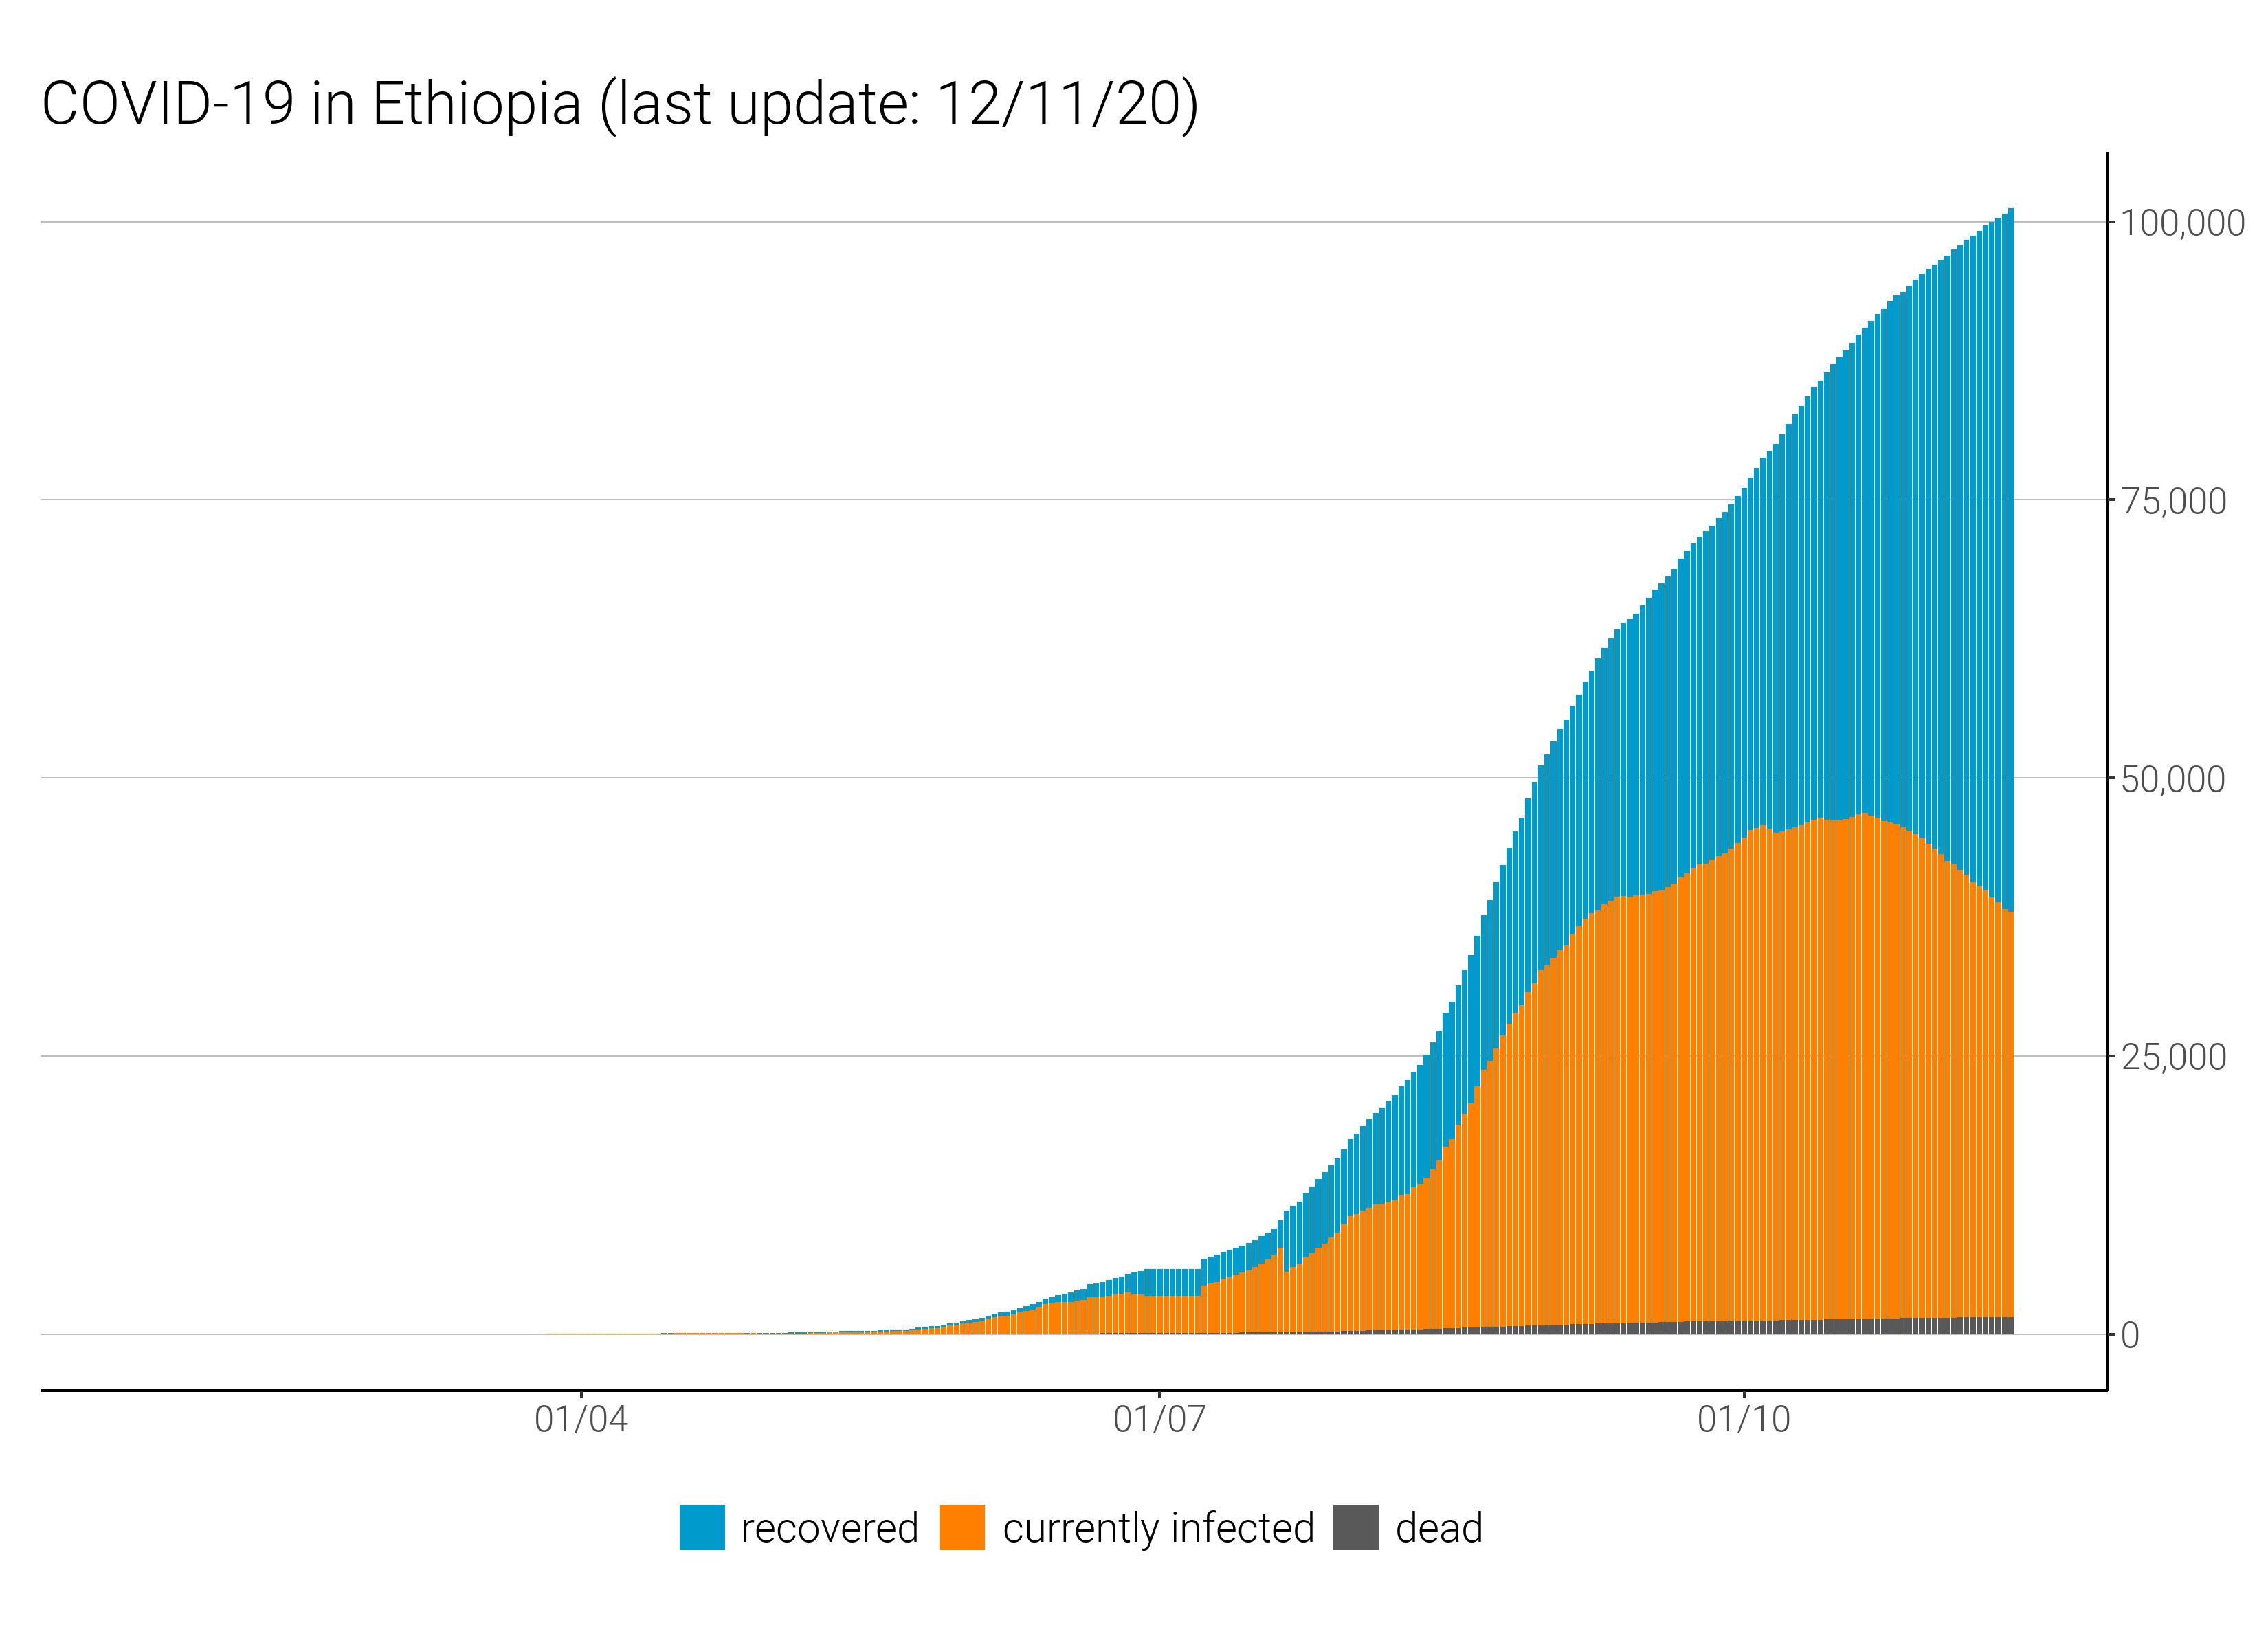 COVID-19 in Ethiopia (last update: 12/11/20)
100,000
75,000
50,000
25,000
0
01/04 01/07 01/10
recovered currently infected dead